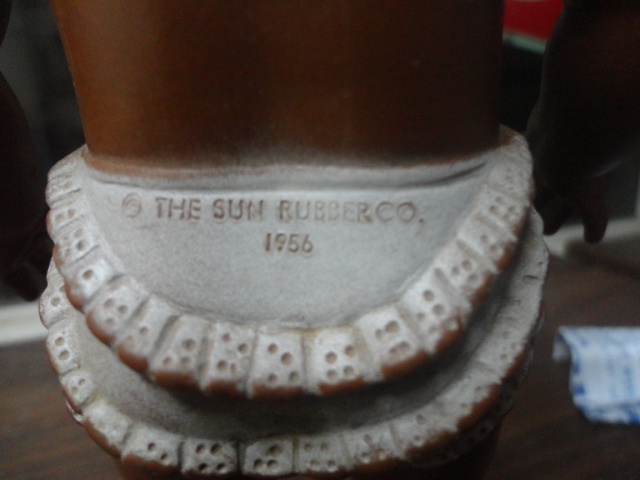 © THE SUN RUBBER CO.
1956